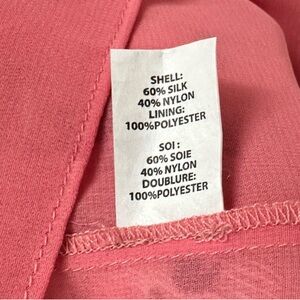 SHELL:
60% SILK
40% NYLON
LINING:
100%POLYESTER
SOI :
60% SOIE
40% NYLON
DOUBLURE:
100%POLYESTER